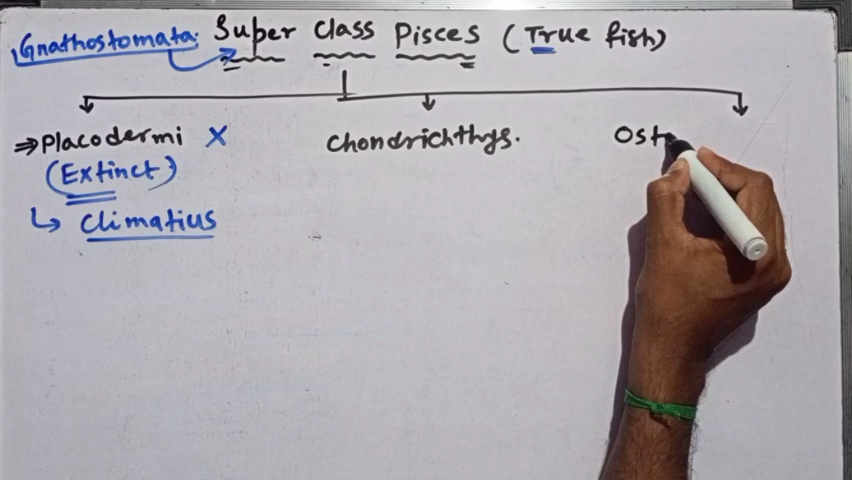 Gnathostomata: Super Class Pisces (True fish)
⇒ Placodermi X
Chondrichthys.
Ost
(Extinct)
↳ climatius